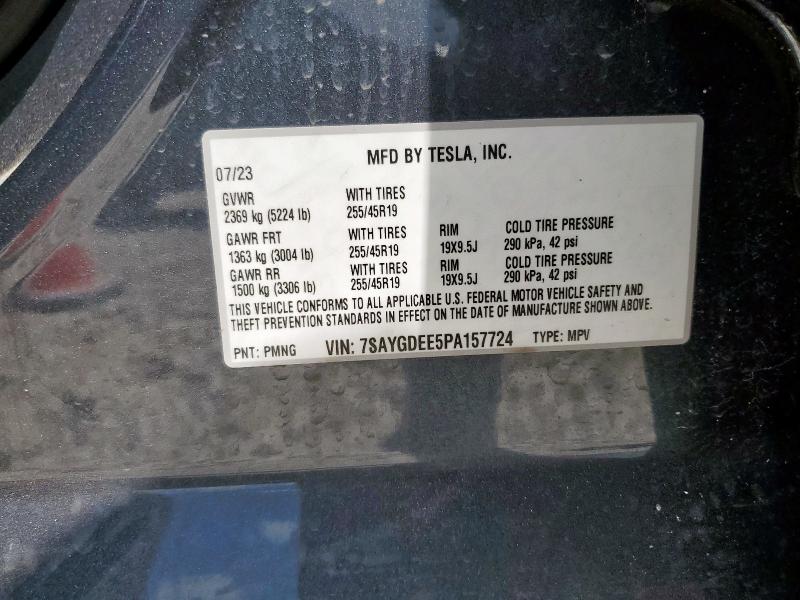 MFD BY TESLA, INC.
07/23
GVWR WITH TIRES
2369 kg (5224 lb) 255/45R19
GAWR FRT WITH TIRES RIM COLD TIRE PRESSURE
1363 kg (3004 lb) 255/45R19 19X9.5J 290 kPa, 42 psi
GAWR RR WITH TIRES RIM COLD TIRE PRESSURE
1500 kg (3306 lb) 255/45R19 19X9.5J 290 kPa, 42 psi
THIS VEHICLE CONFORMS TO ALL APPLICABLE U.S. FEDERAL MOTOR VEHICLE SAFETY AND
THEFT PREVENTION STANDARDS IN EFFECT ON THE DATE OF MANUFACTURE SHOWN ABOVE.
PNT: PMNG VIN: 7SAYGDEE5PA157724 TYPE: MPV